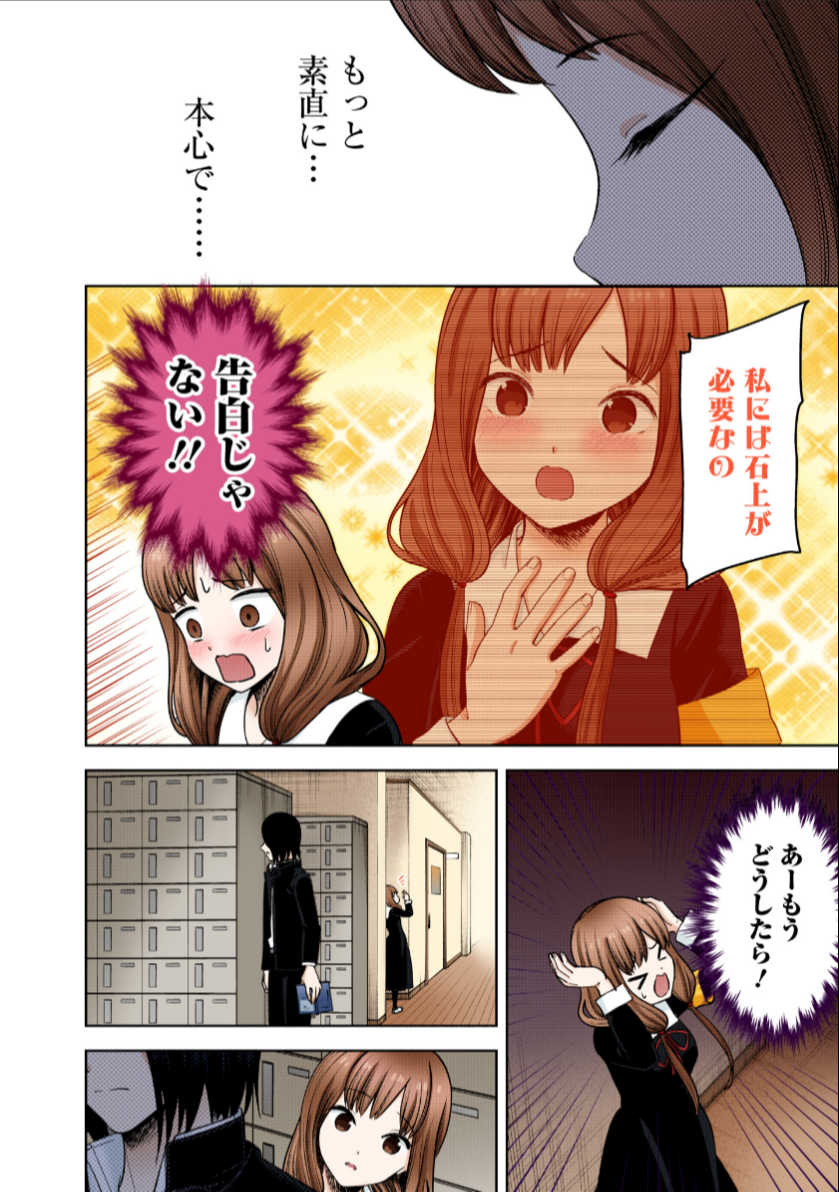 もっと
素直に…
本心で……
私には石上が
必要なの
告白じゃ
ない!!
あーもう
どうしたら!